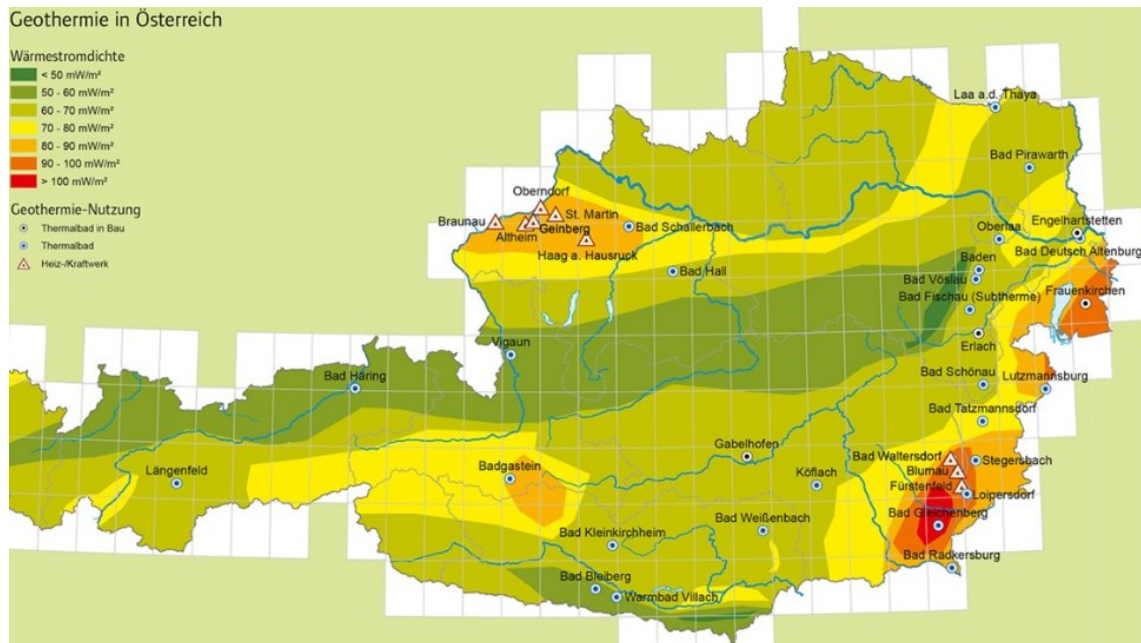 Geothermie in Österreich
Wärmestromdichte
< 50 mW/m²
50 - 60 mW/m²
60 - 70 mW/m²
70 - 80 mW/m²
80 - 90 mW/m²
90 - 100 mW/m²
> 100 mW/m²
Geothermie-Nutzung
Thermalbad in Bau
Thermalbad
Heiz-/Kraftwerk
Laa a.d. Thaya
Bad Pirawarth
Oberndorf
Braunau
St. Martin
Altheim
Geinberg
Bad Schallerbach
Haag a. Hausruck
Engelhartstetten
Oberlaa
Bad Deutsch Altenburg
Baden
Bad Hall
Bad Vöslau
Frauenkirchen
Bad Fischau (Subtherme)
Erlach
Vigaun
Bad Häring
Bad Schönau
Lutzmannsburg
Bad Tatzmannsdorf
Gabelhofen
Bad Waltersdorf
Stegersbach
Badgastein
Längenfeld
Köflach
Blumau
Fürstenfeld
Loipersdorf
Bad Gleichenberg
Bad Weißenbach
Bad Kleinkirchheim
Bad Radkersburg
Bad Bleiberg
Warmbad Villach